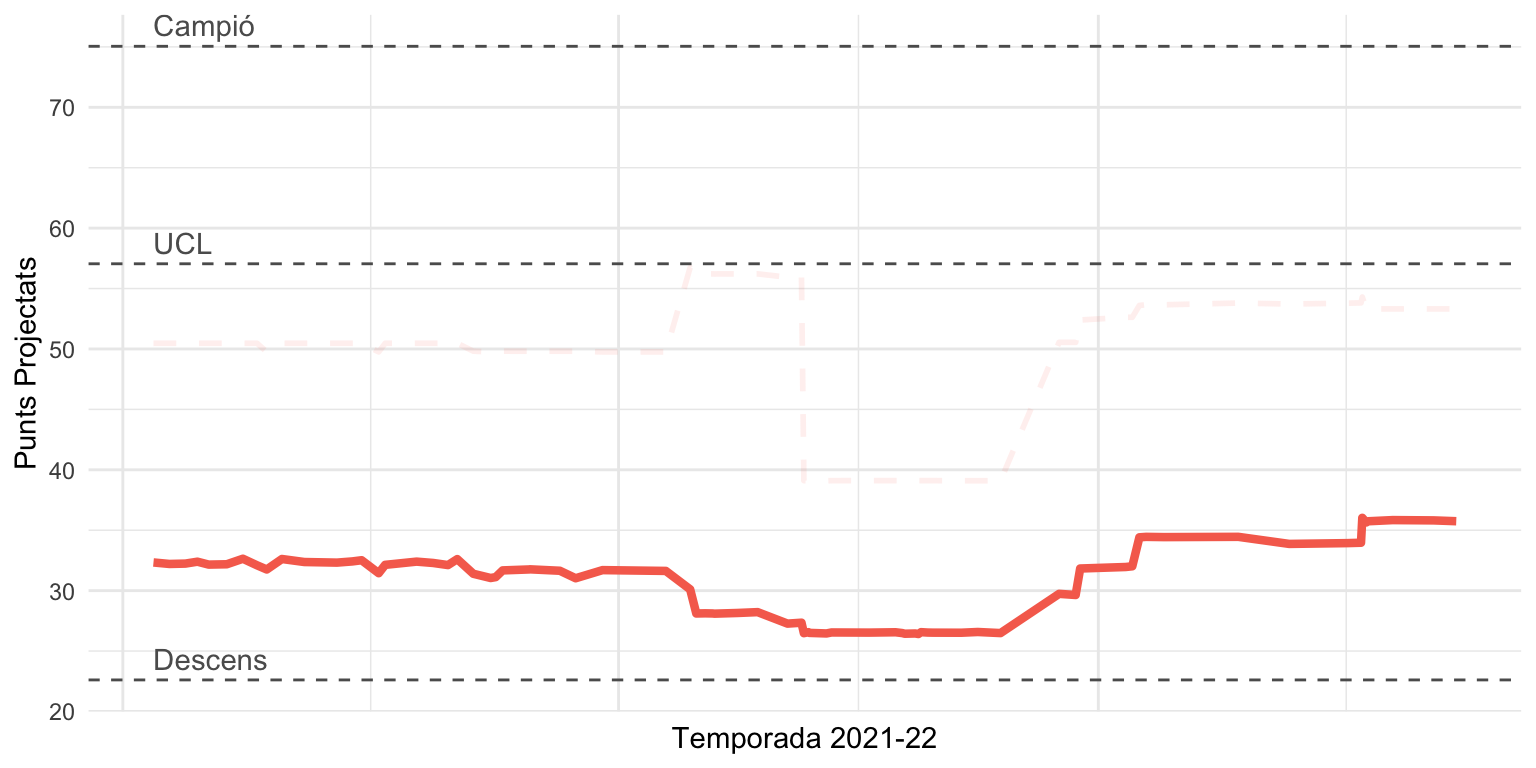 Campió
70
60
UCL
50
40
30
Descens
20
Punts Projectats
Temporada 2021-22